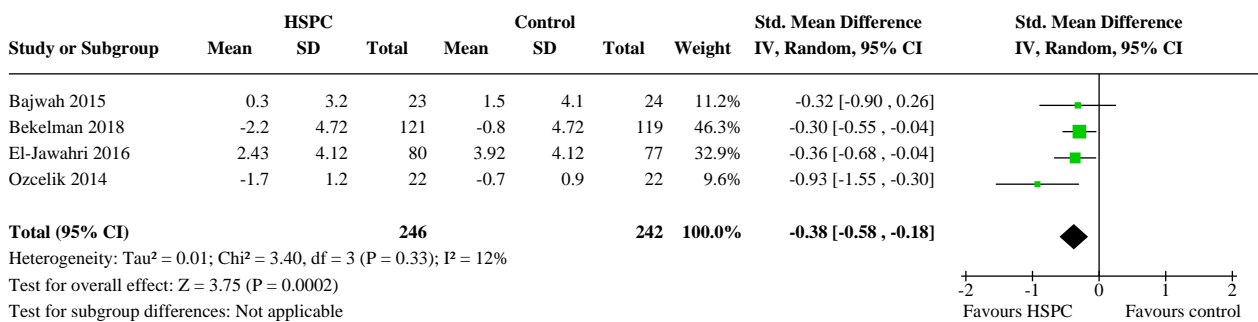 HSPC Control Std. Mean Difference Std. Mean Difference
Study or Subgroup Mean SD Total Mean SD Total Weight IV, Random, 95% CI IV, Random, 95% CI
Bajwah 2015 0.3 3.2 23 1.5 4.1 24 11.2% -0.32 [-0.90 , 0.26]
Bekelman 2018 -2.2 4.72 121 -0.8 4.72 119 46.3% -0.30 [-0.55 , -0.04]
El-Jawahri 2016 2.43 4.12 80 3.92 4.12 77 32.9% -0.36 [-0.68 , -0.04]
Ozcelik 2014 -1.7 1.2 22 -0.7 0.9 22 9.6% -0.93 [-1.55 , -0.30]
Total (95% CI) 246 242 100.0% -0.38 [-0.58 , -0.18]
Heterogeneity: Tau² = 0.01; Chi² = 3.40, df = 3 (P = 0.33); I² = 12%
Test for overall effect: Z = 3.75 (P = 0.0002) -2 -1 0 1 2
Test for subgroup differences: Not applicable Favours HSPC Favours control